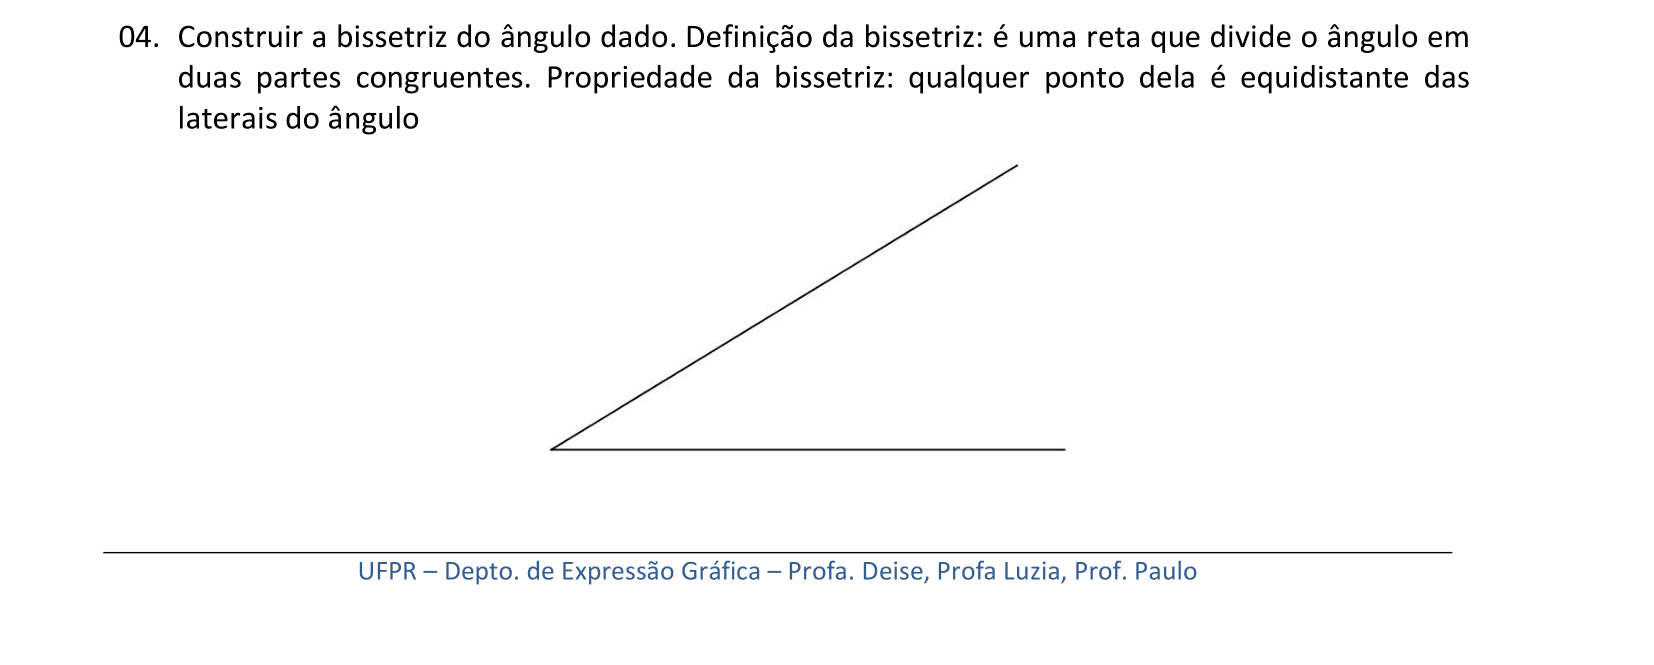 04. Construir a bissetriz do ângulo dado. Definição da bissetriz: é uma reta que divide o ângulo em
duas partes congruentes. Propriedade da bissetriz: qualquer ponto dela é equidistante das
laterais do ângulo
UFPR – Depto. de Expressão Gráfica – Profa. Deise, Profa Luzia, Prof. Paulo